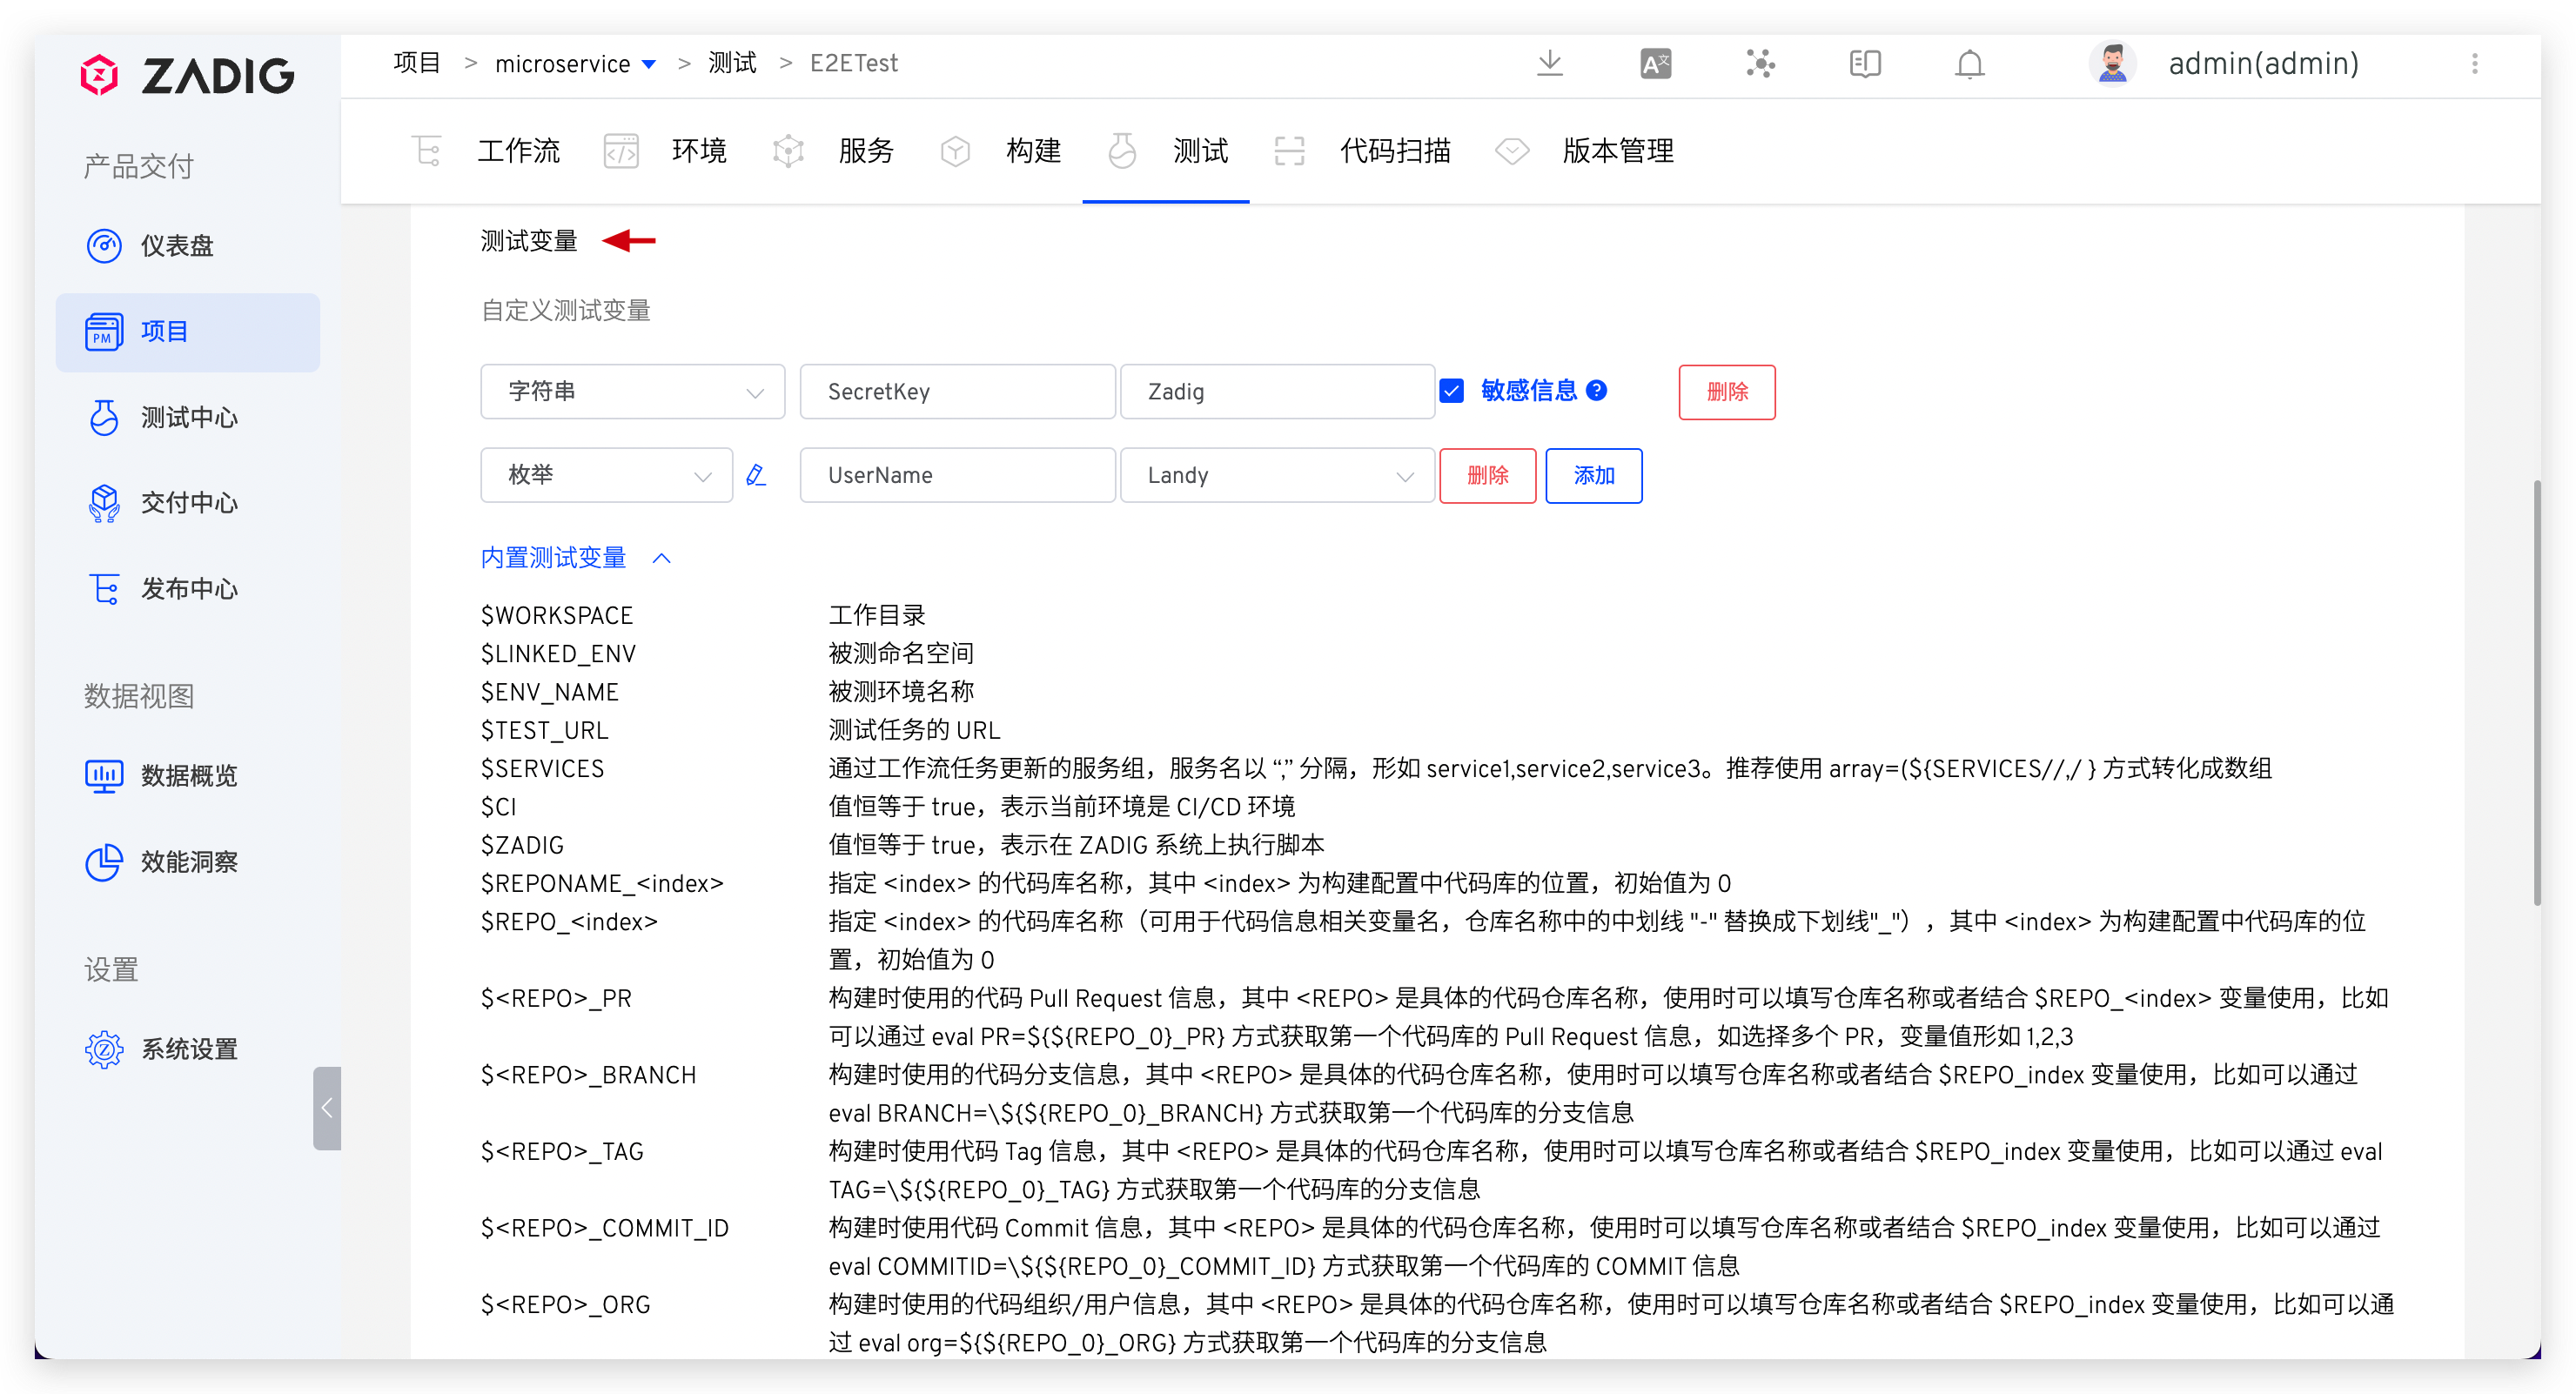 ZADIG
项目 > microservice > 测试 > E2ETest
A文
admin(admin)
产品交付
仪表盘
PM 项目
测试中心
交付中心
发布中心
数据视图
数据概览
效能洞察
设置
系统设置
工作流 环境 服务 构建 测试 代码扫描 版本管理
测试变量
自定义测试变量
字符串 SecretKey Zadig 敏感信息 ? 删除
枚举 UserName Landy 删除 添加
内置测试变量
$WORKSPACE 工作目录
$LINKED_ENV 被测命名空间
$ENV_NAME 被测环境名称
$TEST_URL 测试任务的 URL
$SERVICES 通过工作流任务更新的服务组，服务名以 “,” 分隔，形如 service1,service2,service3。推荐使用 array=(${SERVICES//,/ } 方式转化成数组
$CI 值恒等于 true，表示当前环境是 CI/CD 环境
$ZADIG 值恒等于 true，表示在 ZADIG 系统上执行脚本
$REPONAME_<index> 指定 <index> 的代码库名称，其中 <index> 为构建配置中代码库的位置，初始值为 0
$REPO_<index> 指定 <index> 的代码库名称（可用于代码信息相关变量名，仓库名称中的中划线 "-" 替换成下划线"_"），其中 <index> 为构建配置中代码库的位
置，初始值为 0
$<REPO>_PR 构建时使用的代码 Pull Request 信息，其中 <REPO> 是具体的代码仓库名称，使用时可以填写仓库名称或者结合 $REPO_<index> 变量使用，比如
可以通过 eval PR=${${REPO_0}_PR} 方式获取第一个代码库的 Pull Request 信息，如选择多个 PR，变量值形如 1,2,3
$<REPO>_BRANCH 构建时使用的代码分支信息，其中 <REPO> 是具体的代码仓库名称，使用时可以填写仓库名称或者结合 $REPO_index 变量使用，比如可以通过
eval BRANCH=\${${REPO_0}_BRANCH} 方式获取第一个代码库的分支信息
$<REPO>_TAG 构建时使用代码 Tag 信息，其中 <REPO> 是具体的代码仓库名称，使用时可以填写仓库名称或者结合 $REPO_index 变量使用，比如可以通过 eval
TAG=\${${REPO_0}_TAG} 方式获取第一个代码库的分支信息
$<REPO>_COMMIT_ID 构建时使用代码 Commit 信息，其中 <REPO> 是具体的代码仓库名称，使用时可以填写仓库名称或者结合 $REPO_index 变量使用，比如可以通过
eval COMMITID=\${${REPO_0}_COMMIT_ID} 方式获取第一个代码库的 COMMIT 信息
$<REPO>_ORG 构建时使用的代码组织/用户信息，其中 <REPO> 是具体的代码仓库名称，使用时可以填写仓库名称或者结合 $REPO_index 变量使用，比如可以通
过 eval org=${${REPO_0}_ORG} 方式获取第一个代码库的分支信息